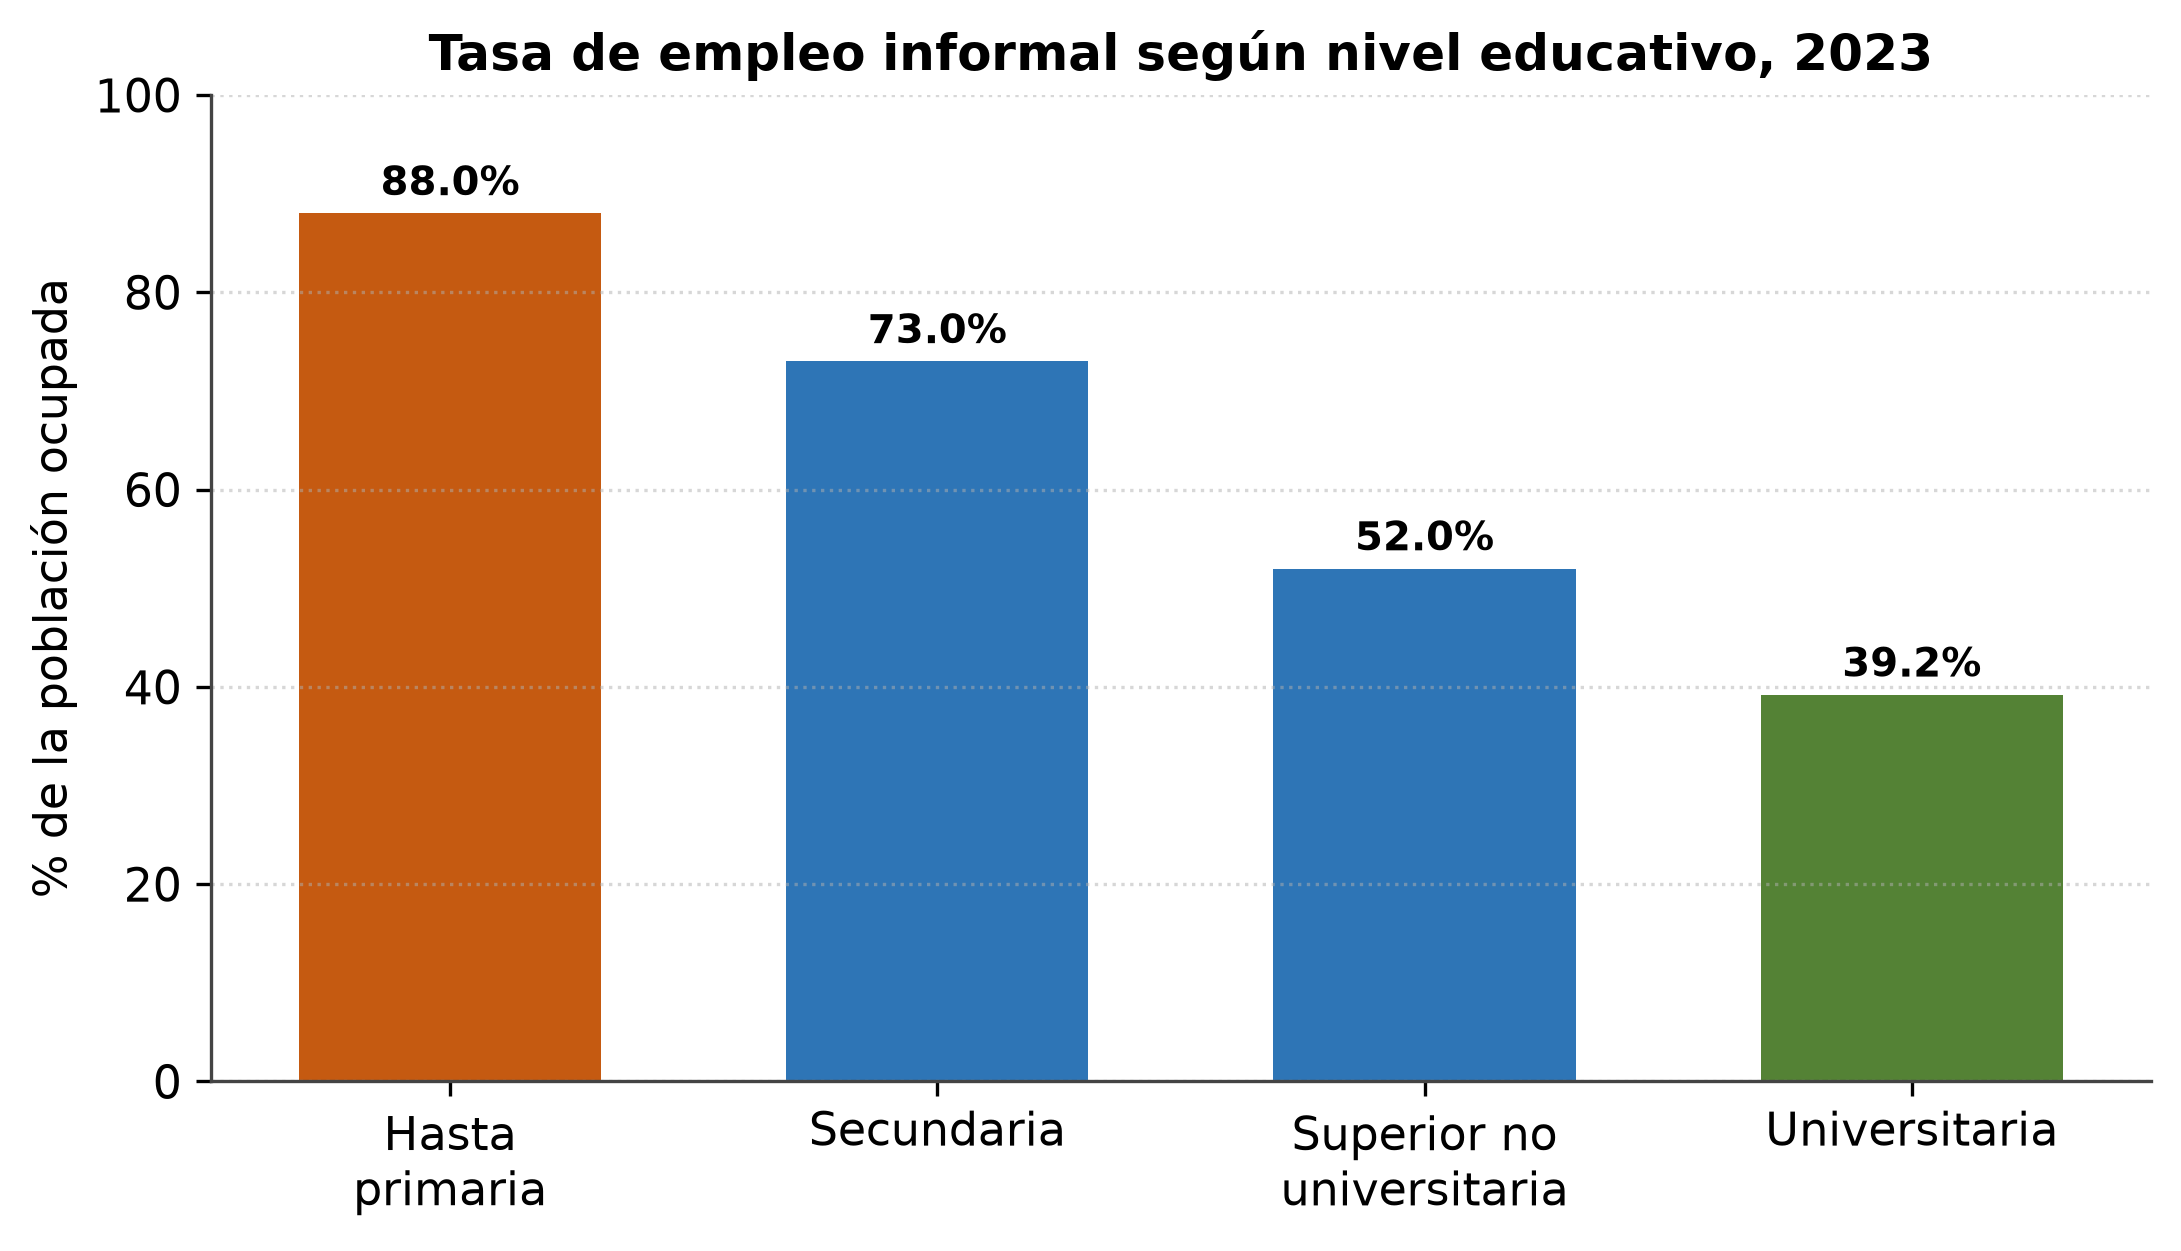 Tasa de empleo informal según nivel educativo, 2023
% de la población ocupada
100
80
60
40
20
0
88.0%
73.0%
52.0%
39.2%
Hasta
primaria
Secundaria
Superior no
universitaria
Universitaria